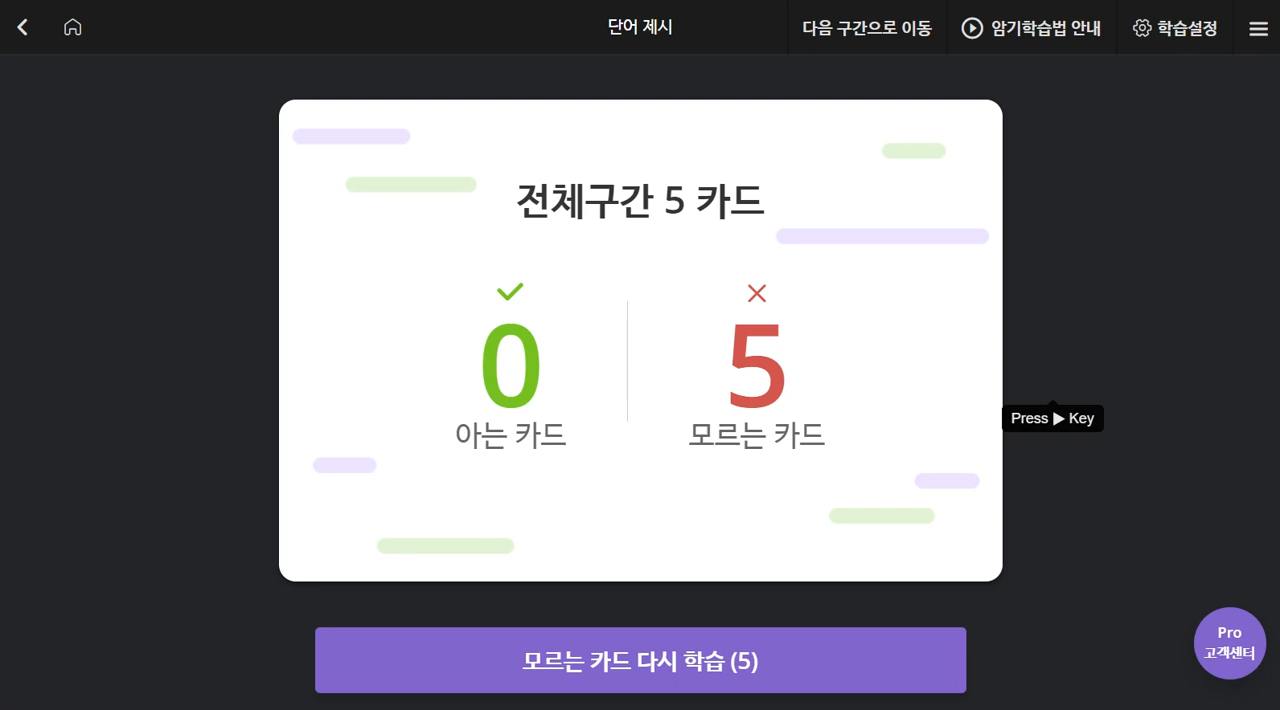 단어 제시
다음 구간으로 이동
암기학습법 안내
학습설정
전체구간 5 카드
0
아는 카드
5
모르는 카드
Press ▶ Key
모르는 카드 다시 학습 (5)
Pro
고객센터